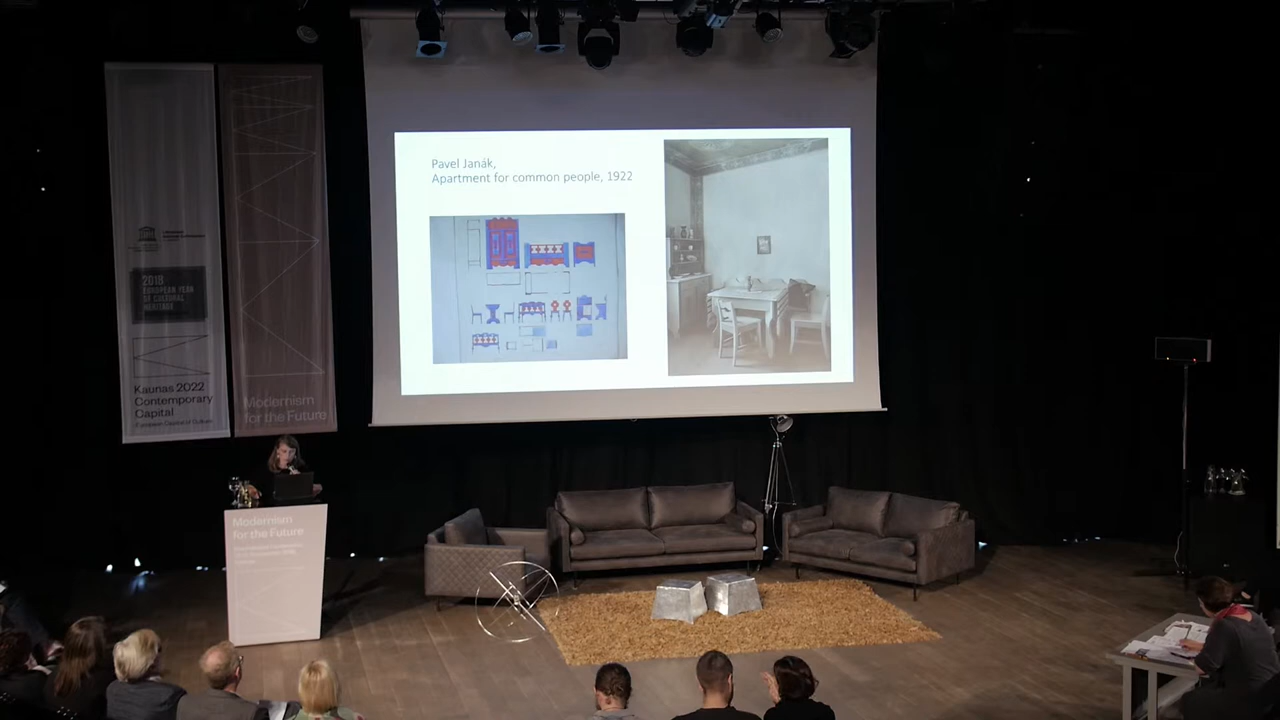 Pavel Janák,
Apartment for common people, 1922
2018
EUROPEAN YEAR
OF CULTURAL
HERITAGE
Kaunas 2022
Contemporary
Capital
Modernism
for the Future
Modernism
for the Future